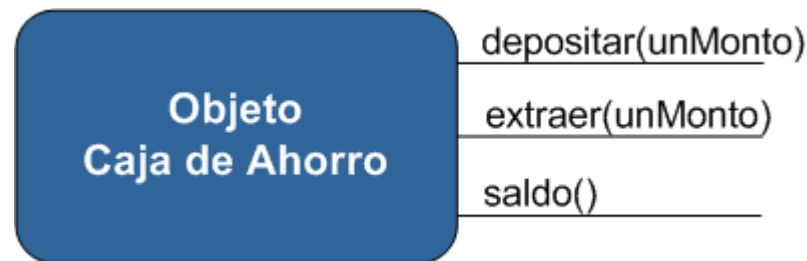 Objeto
Caja de Ahorro
depositar(unMonto)
extraer(unMonto)
saldo()